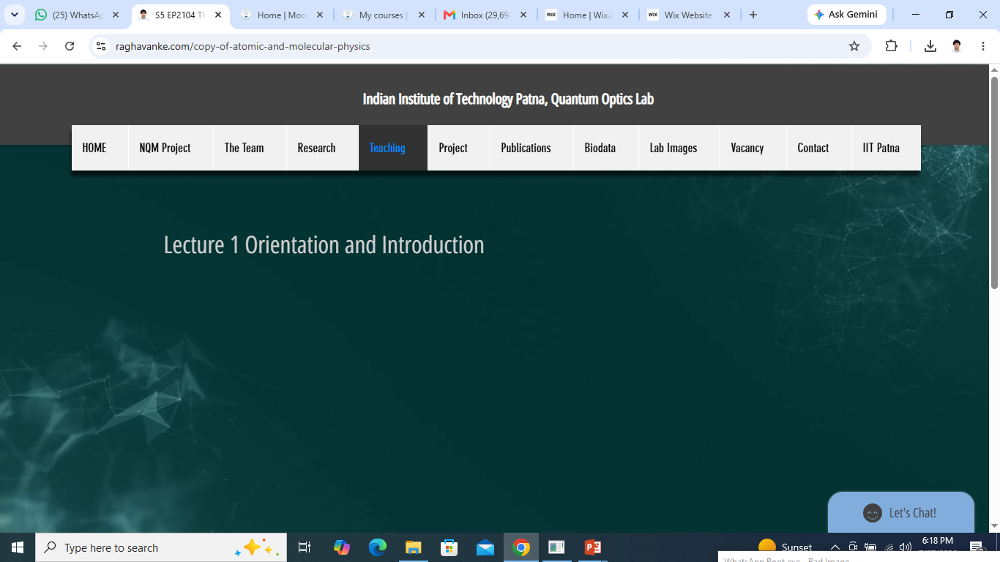 (25) WhatsAp
S5 EP2104 Th
Home | Mood
My courses |
Inbox (29,69
Home | Wix.c
Wix Website
Ask Gemini
raghavanke.com/copy-of-atomic-and-molecular-physics
Indian Institute of Technology Patna, Quantum Optics Lab
HOME NQM Project The Team Research Teaching Project Publications Biodata Lab Images Vacancy Contact IIT Patna
Lecture 1 Orientation and Introduction
Let's Chat!
Type here to search
Sunset
6:18 PM